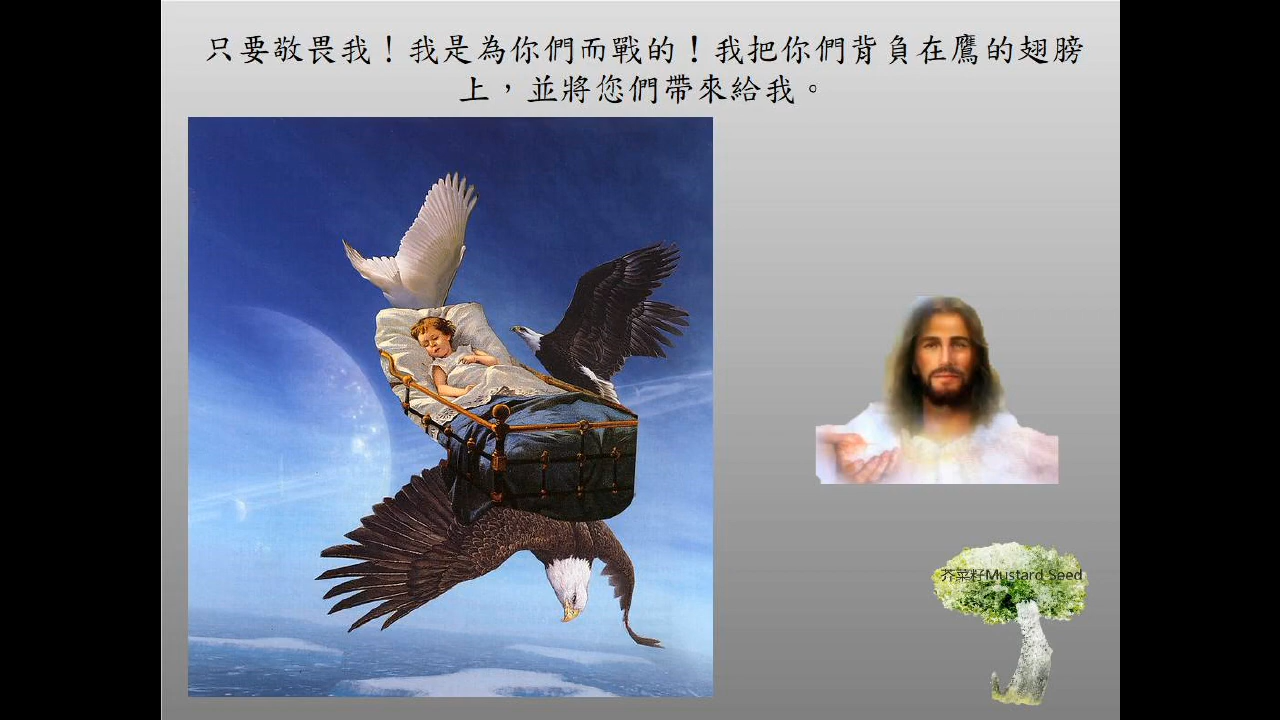 只要敬畏我！我是為你們而戰的！我把你們背負在鷹的翅膀
上，並將您們帶來給我。
芥菜籽Mustard Seed